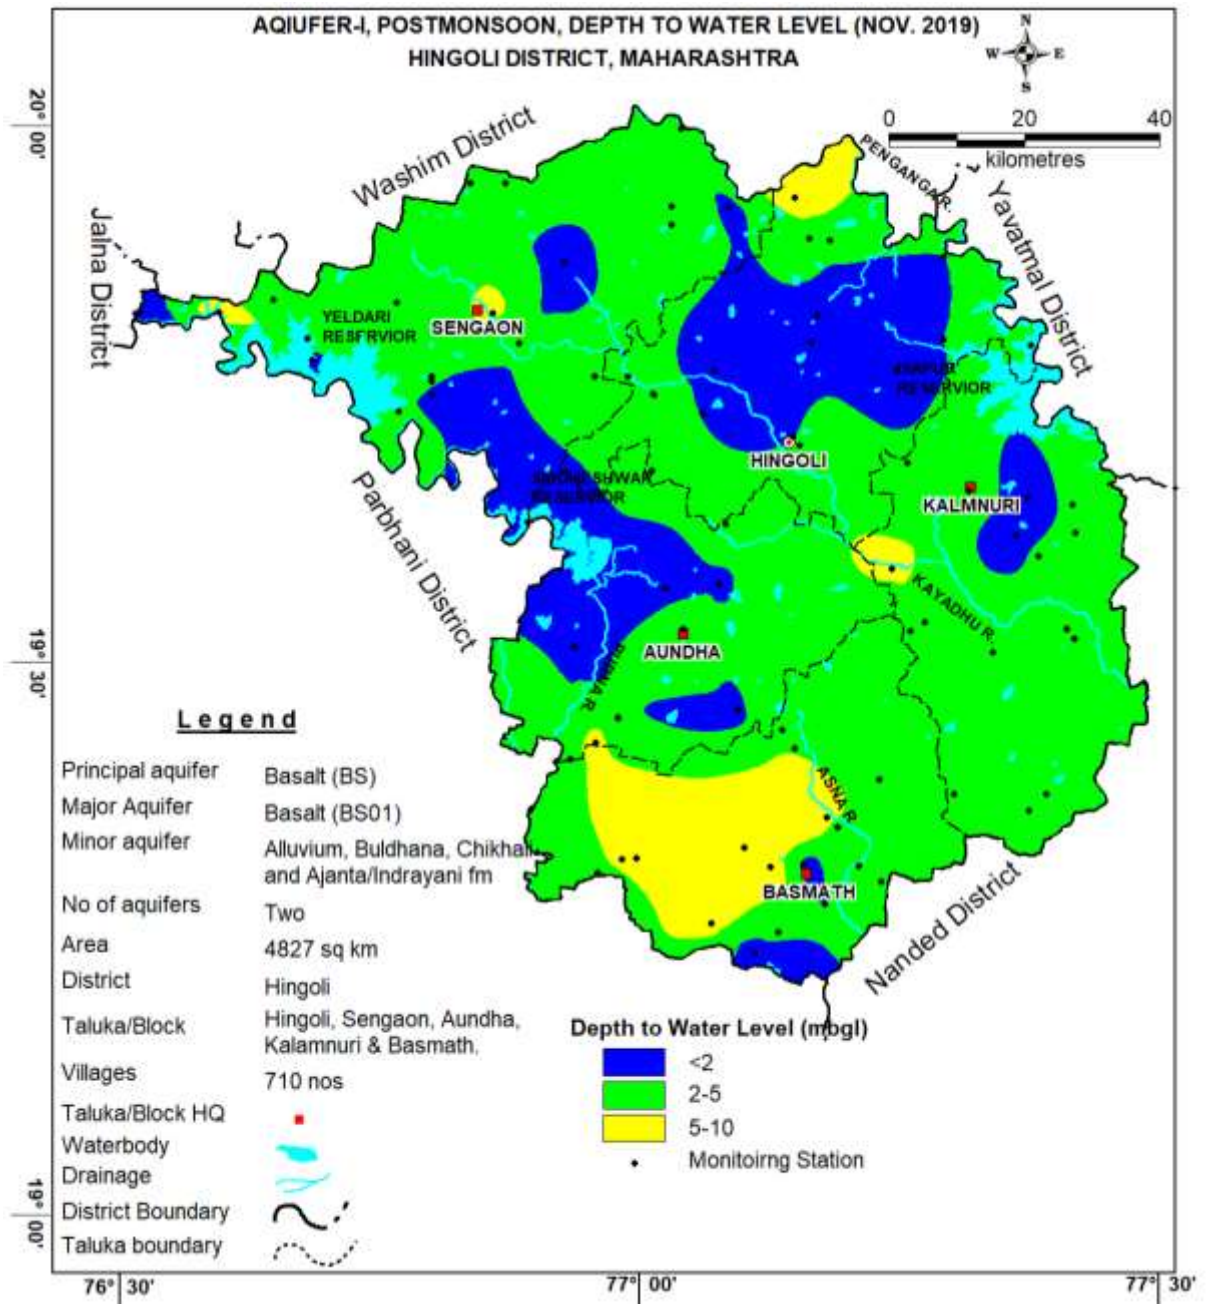 AQIUFER-I, POSTMONSOON, DEPTH TO WATER LEVEL (NOV. 2019)
HINGOLI DISTRICT, MAHARASHTRA
N
W
E
S
0
20
40
kilometres
20° 00'
19° 30'
19° 00'
Washim District
PENGANGA R.
Yavatmal District
Jalna District
YELDARI
RESERVIOR
SENGAON
RESERVIOR
HINGOLI
RESERVIOR
KALMNURI
Parbhani District
KAYADHU R.
AUNDHA
ASNA R.
BASMATH
Nanded District
Legend
Principal aquifer
Basalt (BS)
Major Aquifer
Basalt (BS01)
Minor aquifer
Alluvium, Buldhana, Chikhali,
and Ajanta/Indrayani fm
No of aquifers
Two
Area
4827 sq km
District
Hingoli
Taluka/Block
Hingoli, Sengaon, Aundha,
Kalamnuri & Basmath.
Villages
710 nos
Taluka/Block HQ
Waterbody
Drainage
District Boundary
Taluka boundary
Depth to Water Level (mbgl)
<2
2-5
5-10
Monitoirng Station
76° 30'
77° 00'
77° 30'